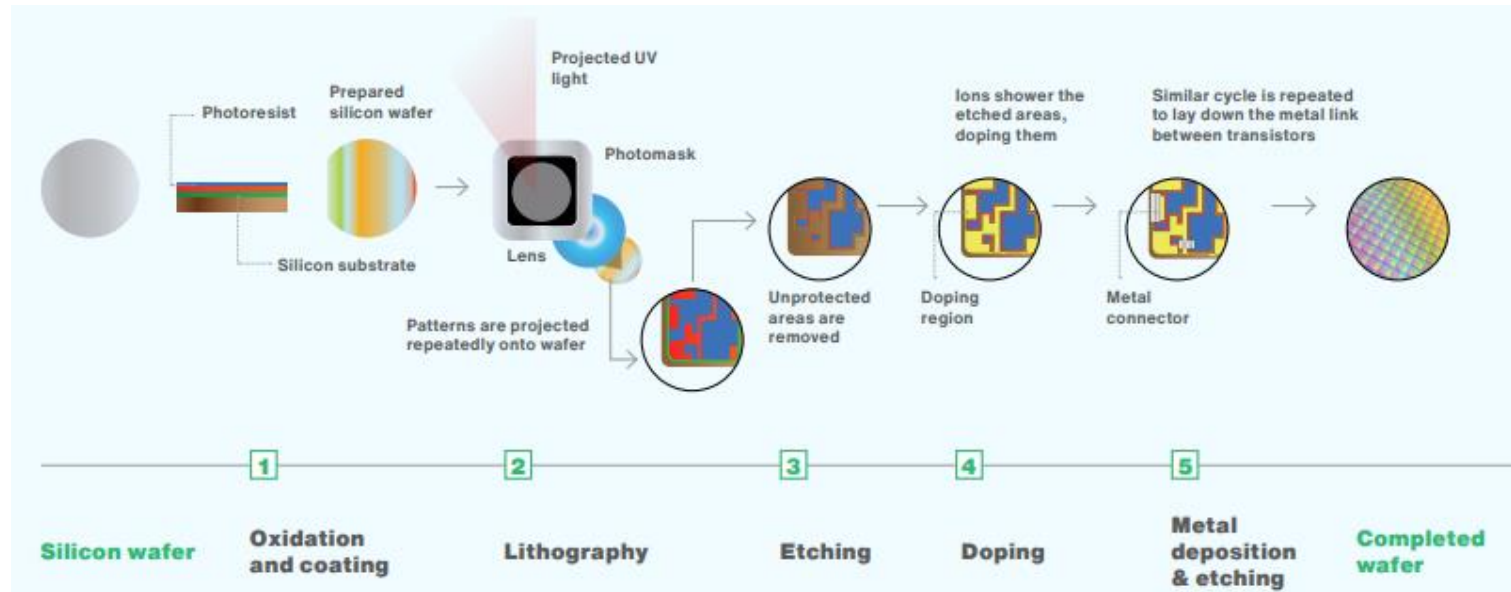 Photoresist
Prepared
silicon wafer
Silicon substrate
Projected UV
light
Photomask
Lens
Patterns are projected
repeatedly onto wafer
Unprotected
areas are
removed
Ions shower the
etched areas,
doping them
Doping
region
Similar cycle is repeated
to lay down the metal link
between transistors
Metal
connector
1
2
3
4
5
Silicon wafer
Oxidation
and coating
Lithography
Etching
Doping
Metal
deposition
& etching
Completed
wafer